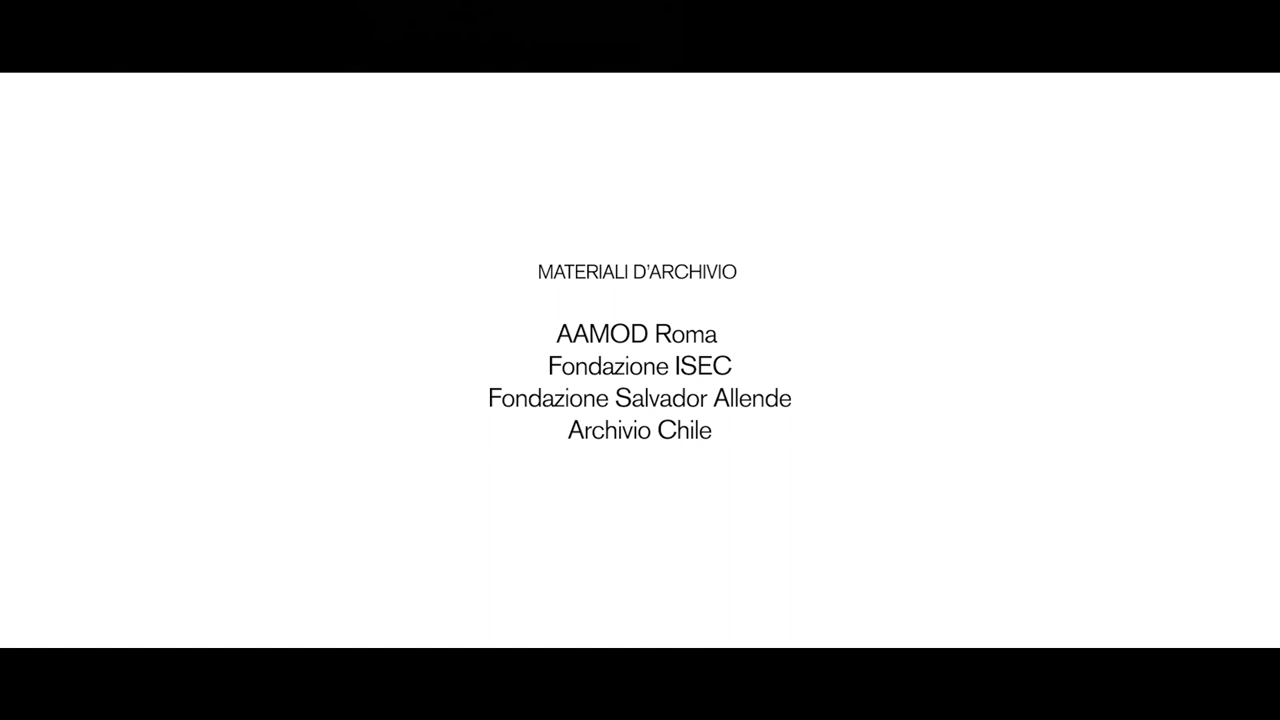 MATERIALI D’ARCHIVIO
AAMOD Roma
Fondazione ISEC
Fondazione Salvador Allende
Archivio Chile